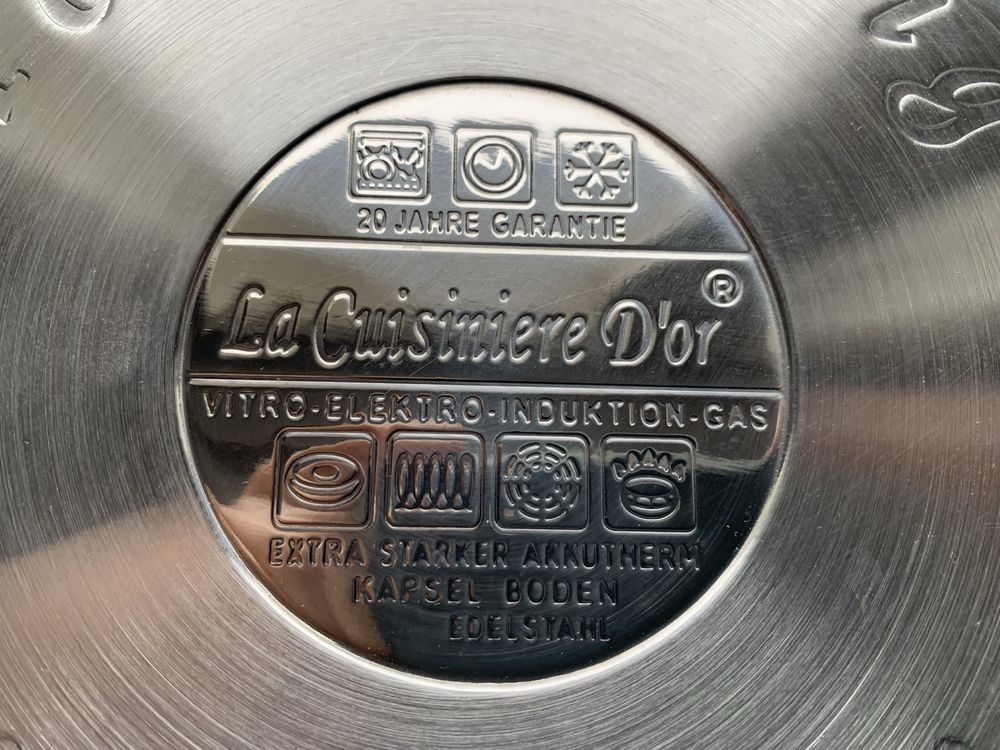 20 JAHRE GARANTIE
La Cuisiniere D'or ®
VITRO-ELEKTRO-INDUKTION-GAS
EXTRA STARKER AKKUTHERM
KAPSEL BODEN
EDELSTAHL